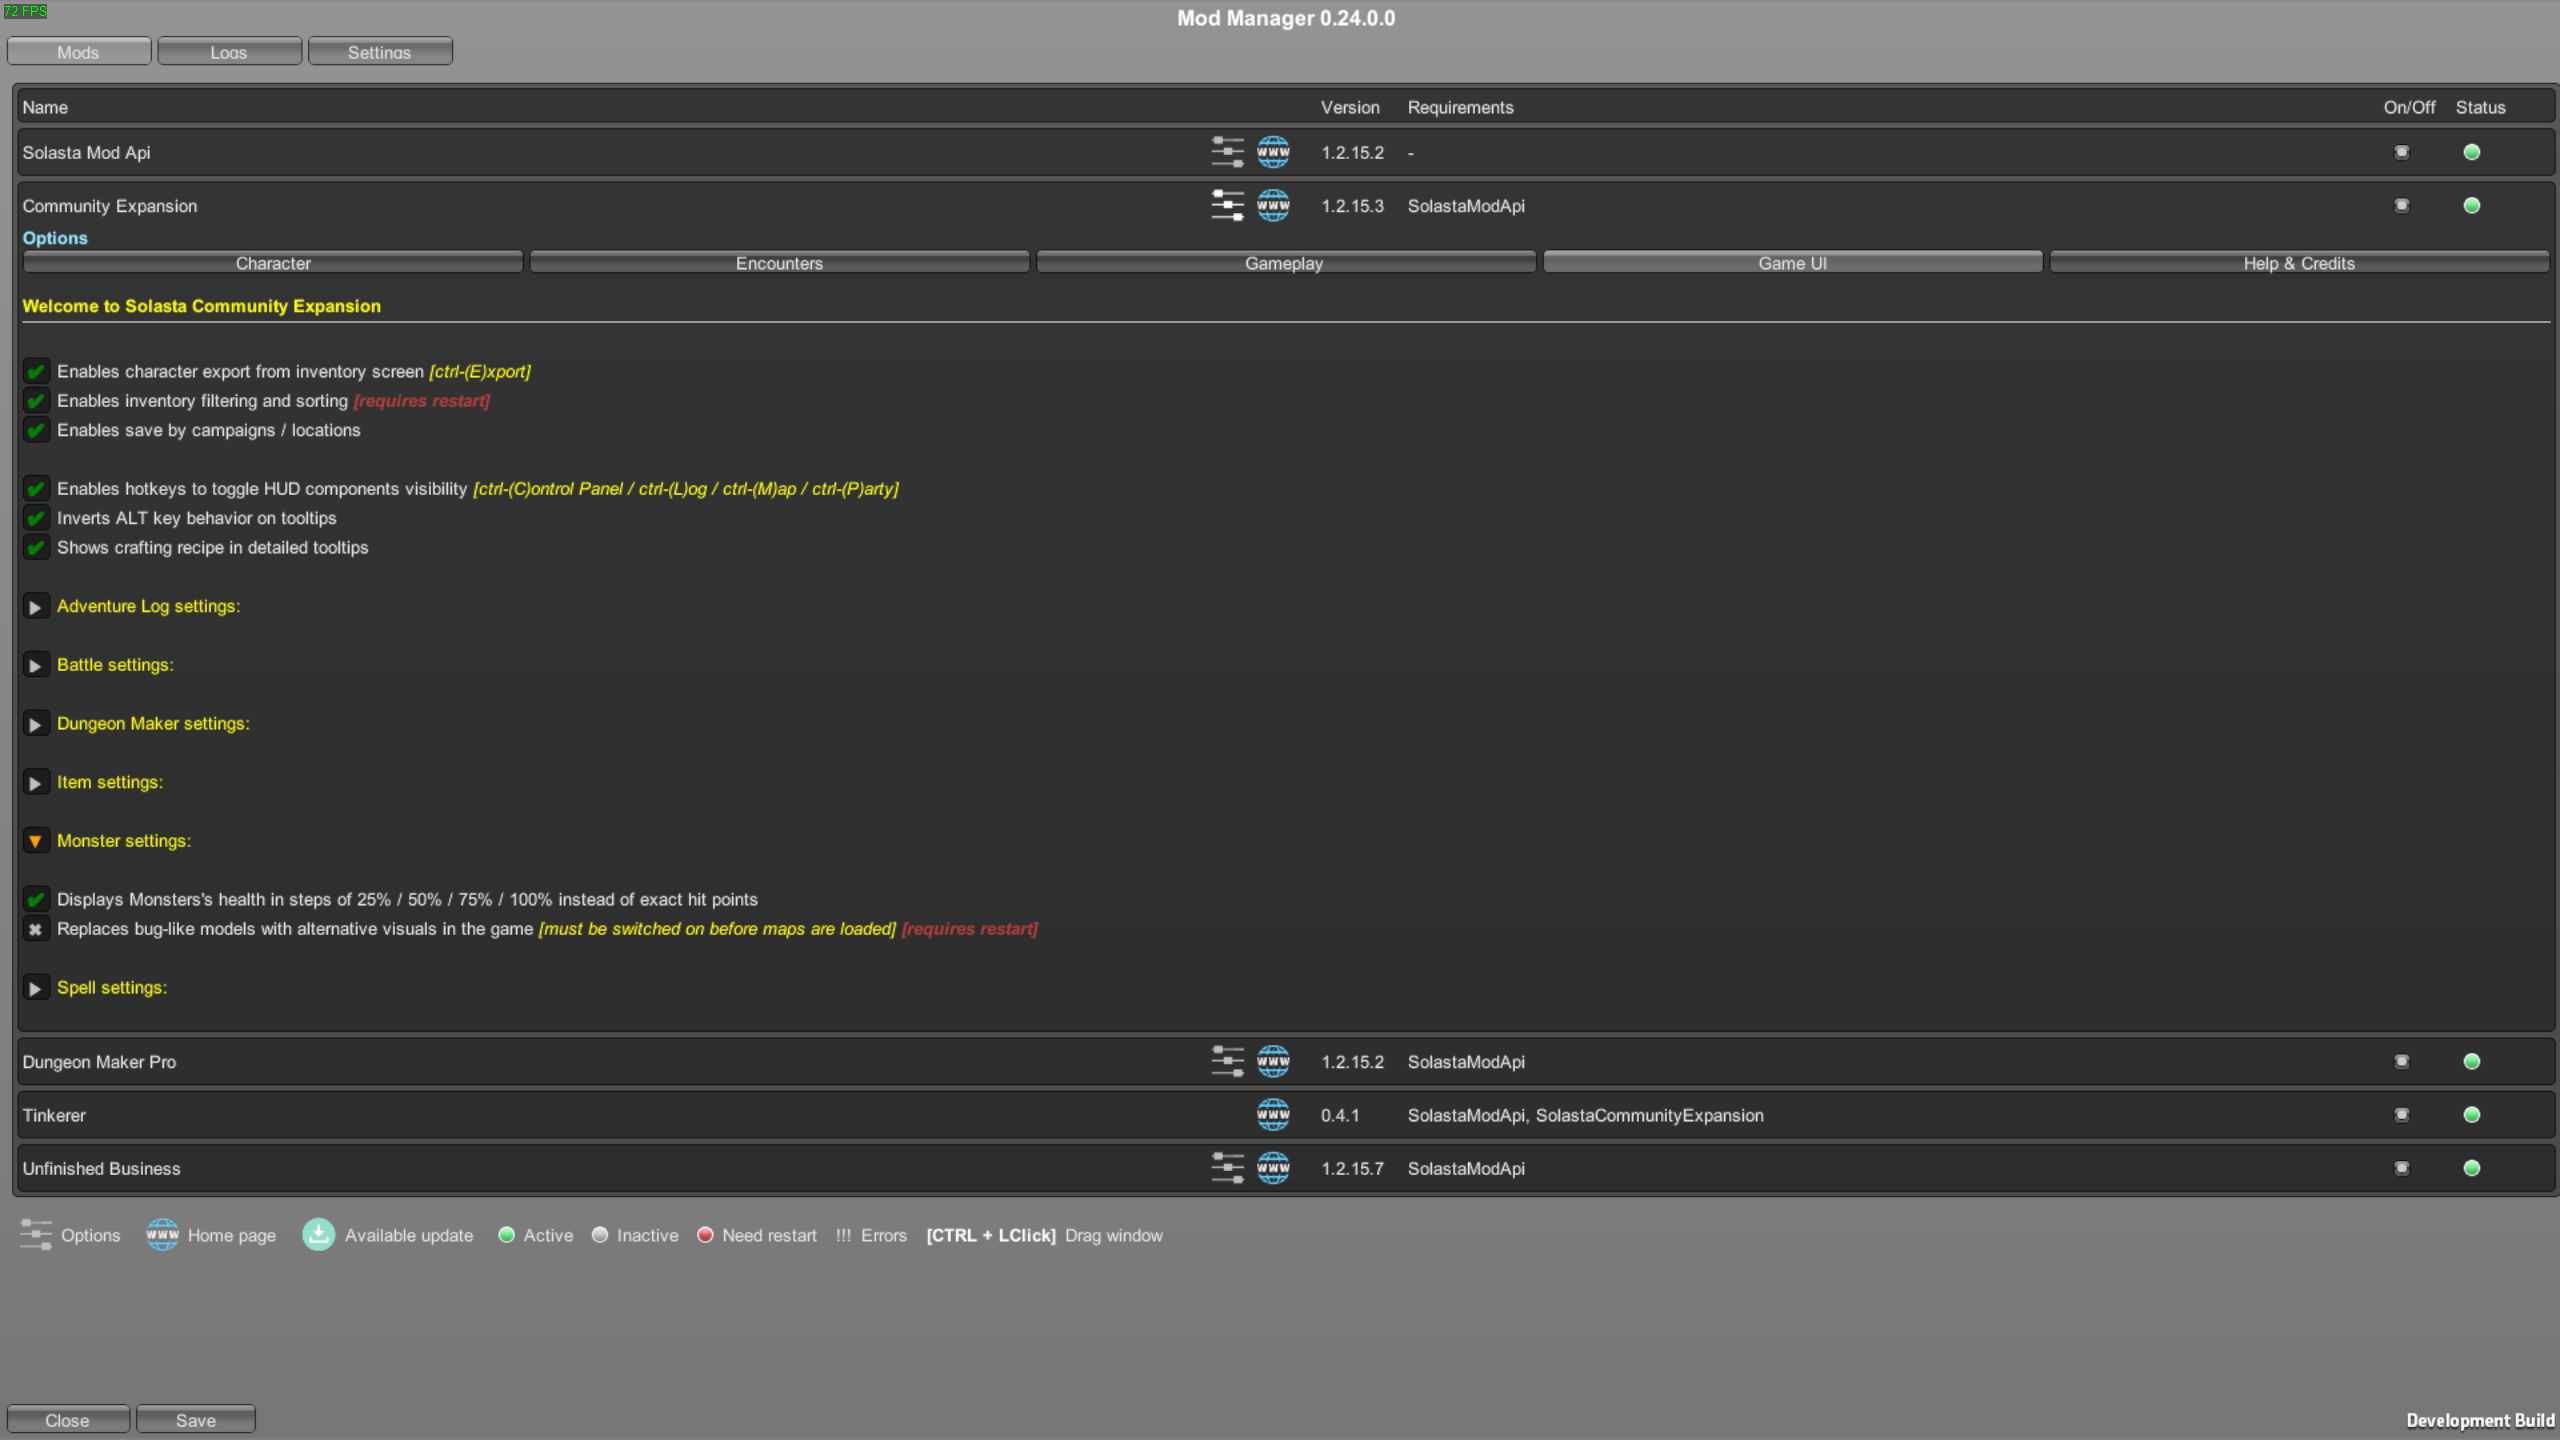 72 FPS
Mod Manager 0.24.0.0
Mods Logs Settings
Name Version Requirements On/Off Status
Solasta Mod Api WWW 1.2.15.2 -
Community Expansion WWW 1.2.15.3 SolastaModApi
Options
Character Encounters Gameplay Game UI Help & Credits
Welcome to Solasta Community Expansion
Enables character export from inventory screen [ctrl-(E)xport]
Enables inventory filtering and sorting [requires restart]
Enables save by campaigns / locations
Enables hotkeys to toggle HUD components visibility [ctrl-(C)ontrol Panel / ctrl-(L)og / ctrl-(M)ap / ctrl-(P)arty]
Inverts ALT key behavior on tooltips
Shows crafting recipe in detailed tooltips
Adventure Log settings:
Battle settings:
Dungeon Maker settings:
Item settings:
Monster settings:
Displays Monsters's health in steps of 25% / 50% / 75% / 100% instead of exact hit points
Replaces bug-like models with alternative visuals in the game [must be switched on before maps are loaded] [requires restart]
Spell settings:
Dungeon Maker Pro WWW 1.2.15.2 SolastaModApi
Tinkerer WWW 0.4.1 SolastaModApi, SolastaCommunityExpansion
Unfinished Business WWW 1.2.15.7 SolastaModApi
Options WWW Home page Available update Active Inactive Need restart !!! Errors [CTRL + LClick] Drag window
Close Save Development Build